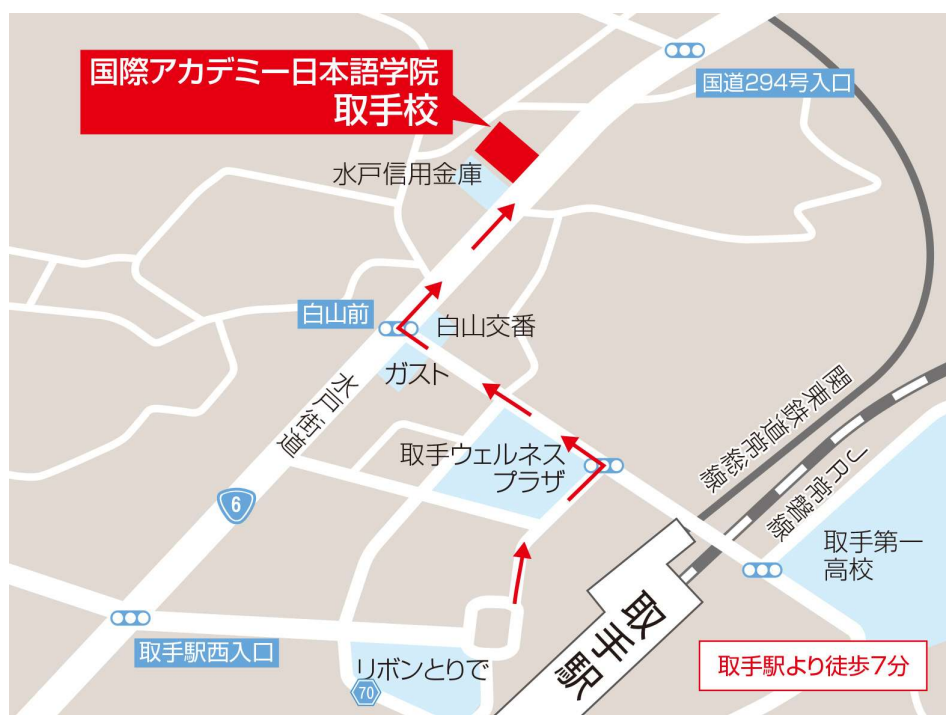 国際アカデミー日本語学院
取手校
国道294号入口
水戸信用金庫
白山前
白山交番
ガスト
水戸街道
6
取手ウェルネス
プラザ
関東鉄道常総線
JR常磐線
取手第一
高校
取手駅
取手駅西入口
リボンとりで
70
取手駅より徒歩7分